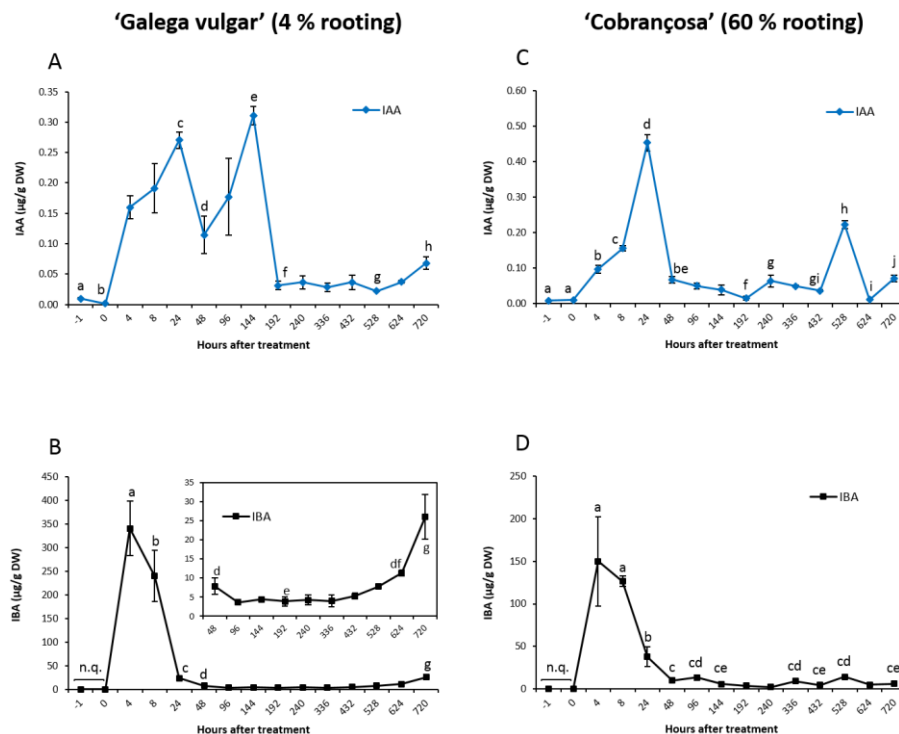 ‘Galega vulgar’ (4 % rooting)
‘Cobrançosa’ (60 % rooting)
A
0.35
0.30
0.25
0.20
0.15
0.10
0.05
0.00
IAA (µg/g DW)
IAA
a
b
c
d
e
f
g
h
-1
0
4
8
24
48
96
144
192
240
336
432
528
624
720
Hours after treatment
C
0.60
0.50
0.40
0.30
0.20
0.10
0.00
IAA (µg/g DW)
IAA
a
a
b
c
d
be
f
g
gi
h
i
j
-1
0
4
8
24
48
96
144
192
240
336
432
528
624
720
Hours after treatment
B
450
400
350
300
250
200
150
100
50
0
IBA (µg/g DW)
n.q.
a
b
c
d
g
35
30
25
20
15
10
5
0
IBA
d
e
df
g
48
96
144
192
240
336
432
528
624
720
-1
0
4
8
24
48
96
144
192
240
336
432
528
624
720
Hours after treatment
D
250
200
150
100
50
0
IBA (µg/g DW)
IBA
n.q.
a
a
b
c
cd
ce
cd
ce
cd
ce
-1
0
4
8
24
48
96
144
192
240
336
432
528
624
720
Hours after treatment